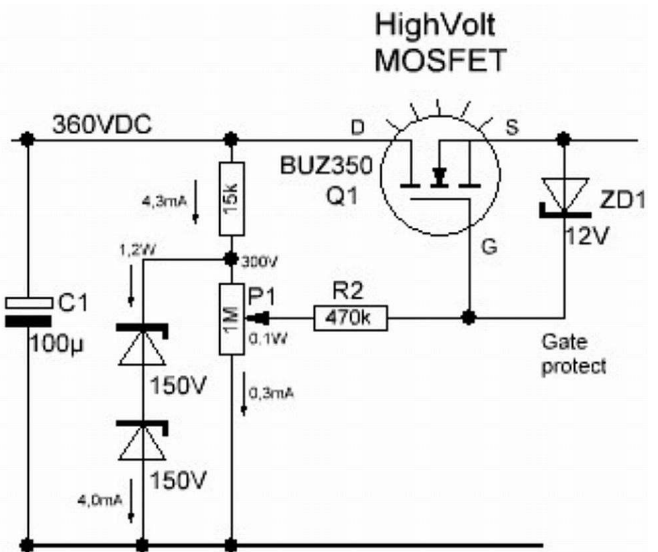 HighVolt
MOSFET
360VDC
D
S
BUZ350
Q1
ZD1
12V
4,3mA
15k
1,2W
300V
G
C1
100µ
P1
1M
0,1W
R2
470k
Gate
protect
150V
0,3mA
150V
4,0mA